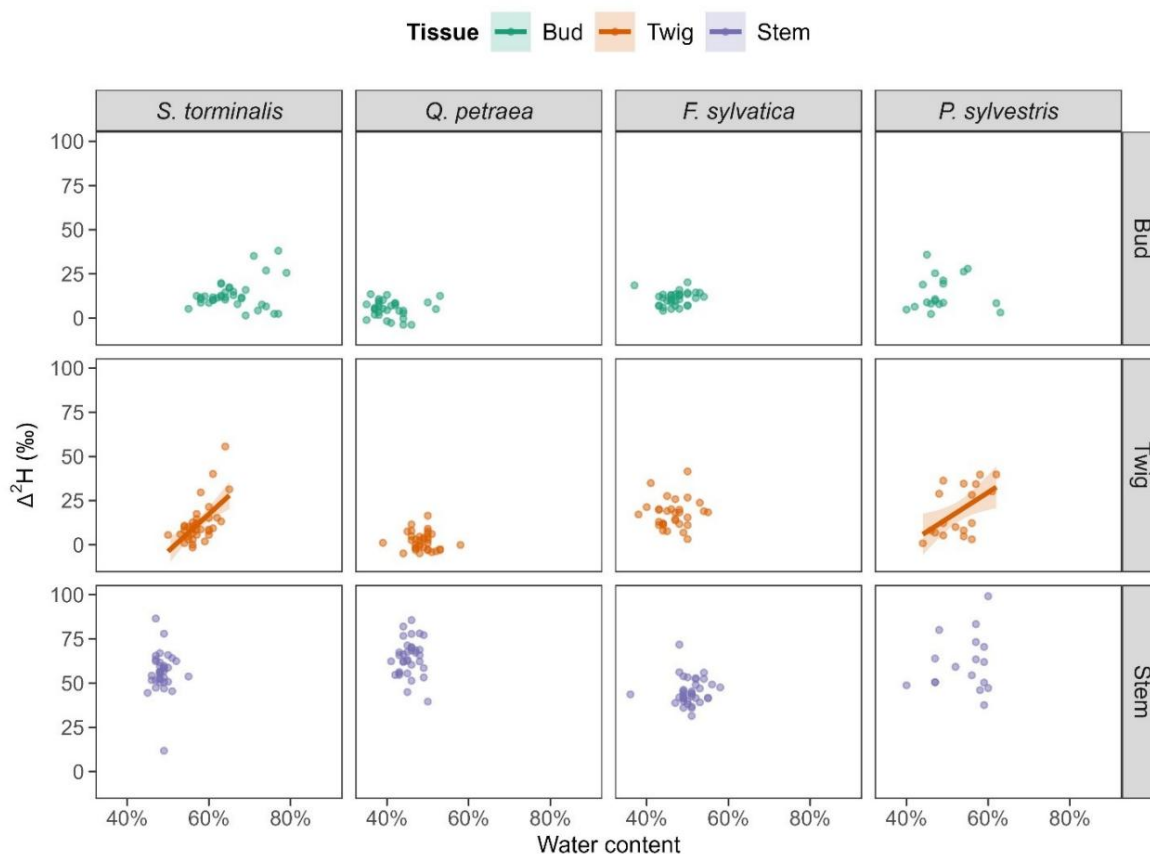 Tissue Bud Twig Stem
S. torminalis Q. petraea F. sylvatica P. sylvestris
100
75
50
25
0
Bud
100
75
50
25
0
Twig
100
75
50
25
0
Stem
Δ²H (‰)
40% 60% 80% 40% 60% 80% 40% 60% 80% 40% 60% 80%
Water content